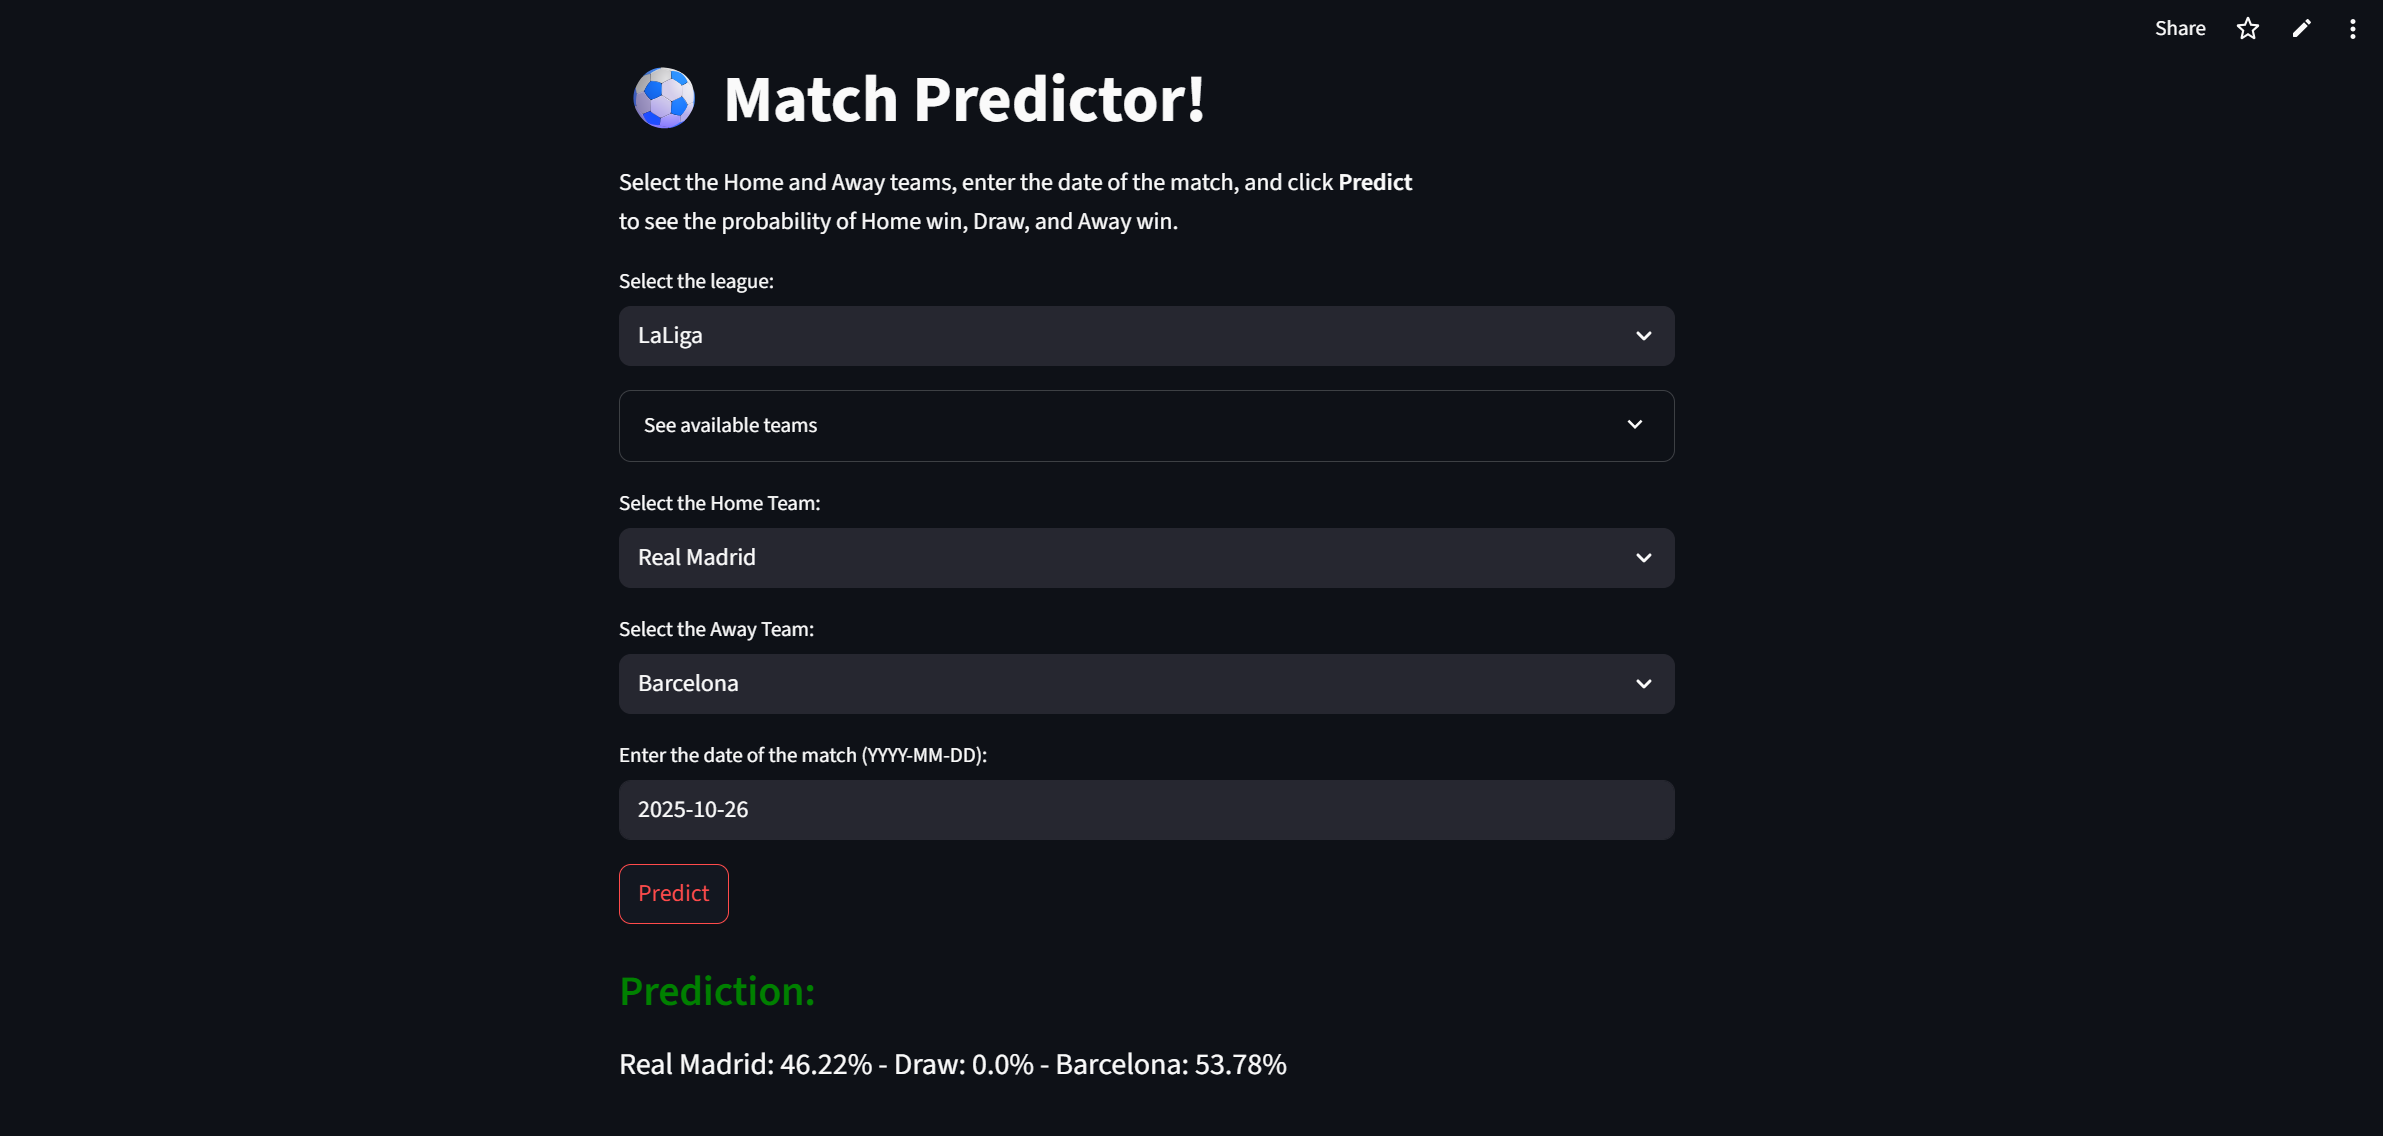 Share
Match Predictor!
Select the Home and Away teams, enter the date of the match, and click Predict
to see the probability of Home win, Draw, and Away win.
Select the league:
LaLiga
See available teams
Select the Home Team:
Real Madrid
Select the Away Team:
Barcelona
Enter the date of the match (YYYY-MM-DD):
2025-10-26
Predict
Prediction:
Real Madrid: 46.22% - Draw: 0.0% - Barcelona: 53.78%